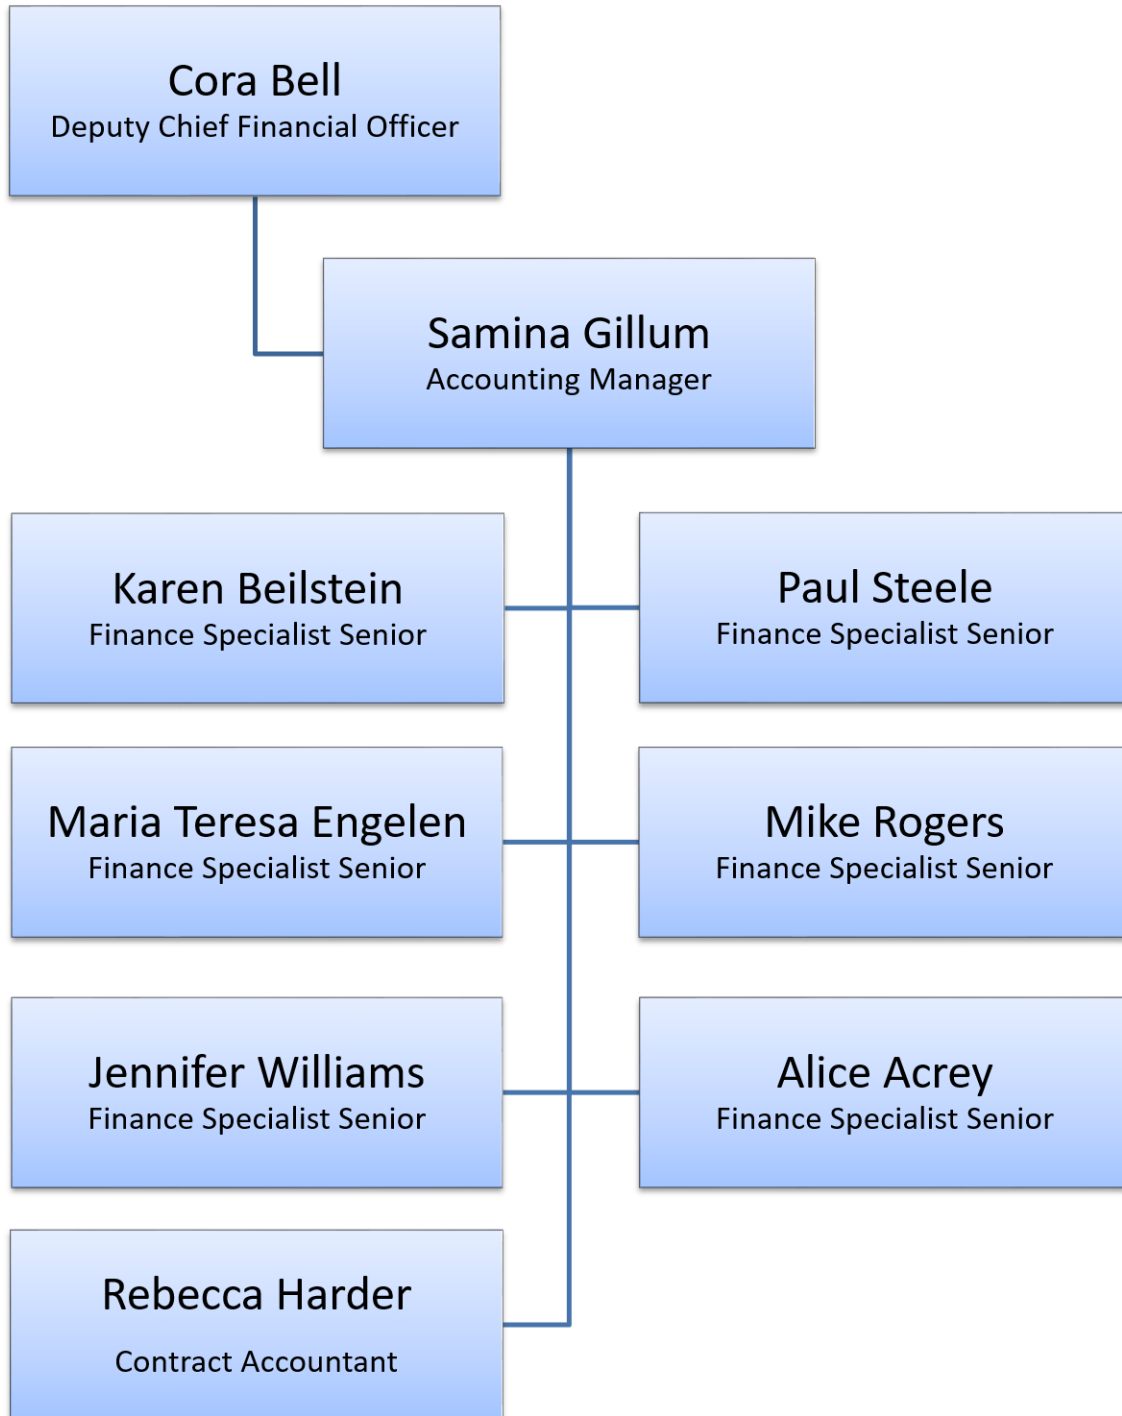 Cora Bell
Deputy Chief Financial Officer
Samina Gillum
Accounting Manager
Karen Beilstein
Finance Specialist Senior
Paul Steele
Finance Specialist Senior
Maria Teresa Engelen
Finance Specialist Senior
Mike Rogers
Finance Specialist Senior
Jennifer Williams
Finance Specialist Senior
Alice Acrey
Finance Specialist Senior
Rebecca Harder
Contract Accountant